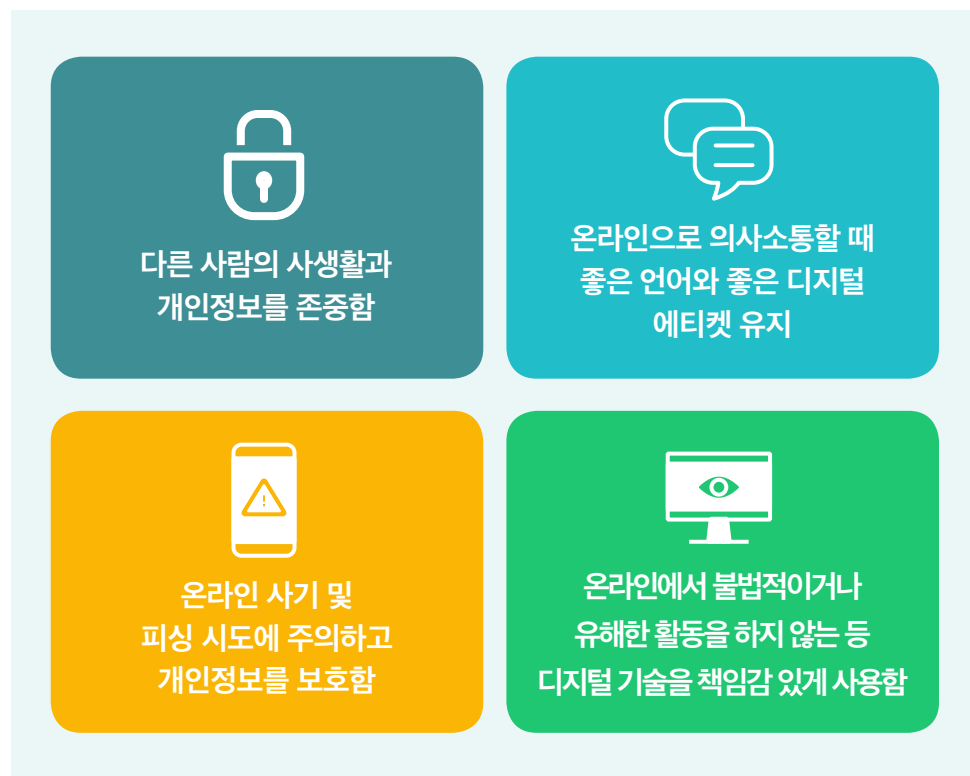 다른 사람의 사생활과
개인정보를 존중함
온라인으로 의사소통할 때
좋은 언어와 좋은 디지털
에티켓 유지
온라인 사기 및
피싱 시도에 주의하고
개인정보를 보호함
온라인에서 불법적이거나
유해한 활동을 하지 않는 등
디지털 기술을 책임감 있게 사용함